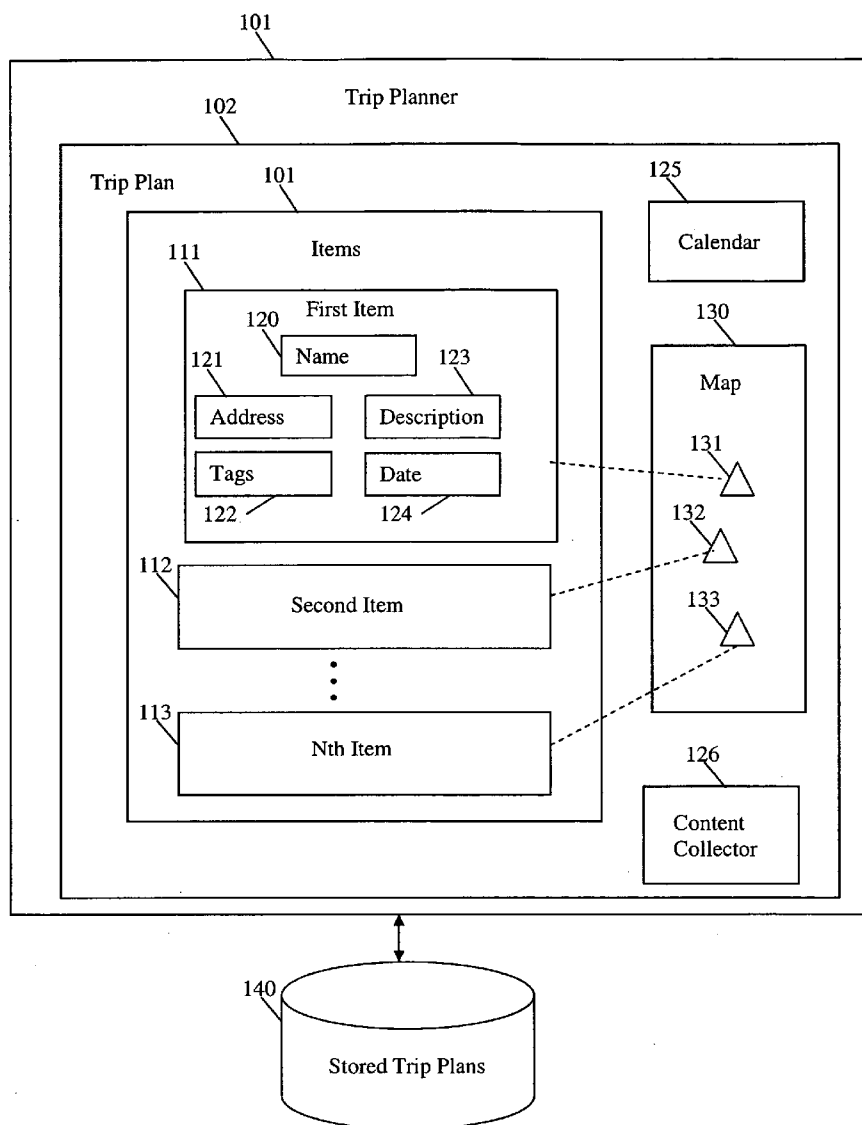 101
Trip Planner
102
Trip Plan
101
125
Calendar
Items
111
First Item
120
Name
121
Address
123
Description
Tags
122
Date
124
130
Map
131
132
133
112
Second Item
113
Nth Item
126
Content
Collector
140
Stored Trip Plans